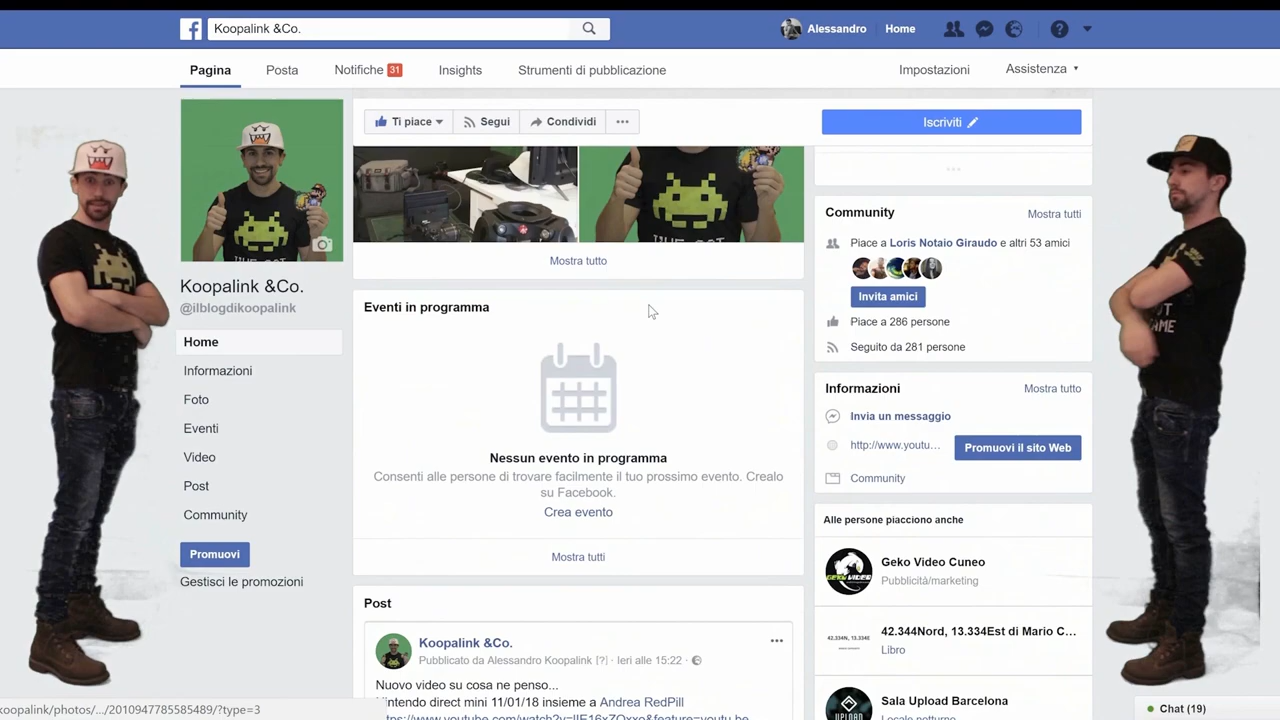 Koopalink &Co.
Alessandro
Home
Pagina
Posta
Notifiche 31
Insights
Strumenti di pubblicazione
Impostazioni
Assistenza
Ti piace
Segui
Condividi
Iscriviti
Mostra tutto
Koopalink &Co.
@ilblogdikoopalink
Home
Informazioni
Foto
Eventi
Video
Post
Community
Promuovi
Gestisci le promozioni
Eventi in programma
Nessun evento in programma
Consenti alle persone di trovare facilmente il tuo prossimo evento. Crealo
su Facebook.
Crea evento
Mostra tutti
Post
Koopalink &Co.
Pubblicato da Alessandro Koopalink [?] · Ieri alle 15:22 ·
Nuovo video su cosa ne penso...
Nintendo direct mini 11/01/18 insieme a Andrea RedPill
Community
Mostra tutti
Piace a Loris Notaio Giraudo e altri 53 amici
Invita amici
Piace a 286 persone
Seguito da 281 persone
Informazioni
Mostra tutto
Invia un messaggio
http://www.youtu...
Promuovi il sito Web
Community
Alle persone piacciono anche
Geko Video Cuneo
Pubblicità/marketing
42.344Nord, 13.334Est di Mario C...
Libro
Sala Upload Barcelona
Locale notturno
koopalink/photos/.../2010947785585489/?type=3
Chat (19)